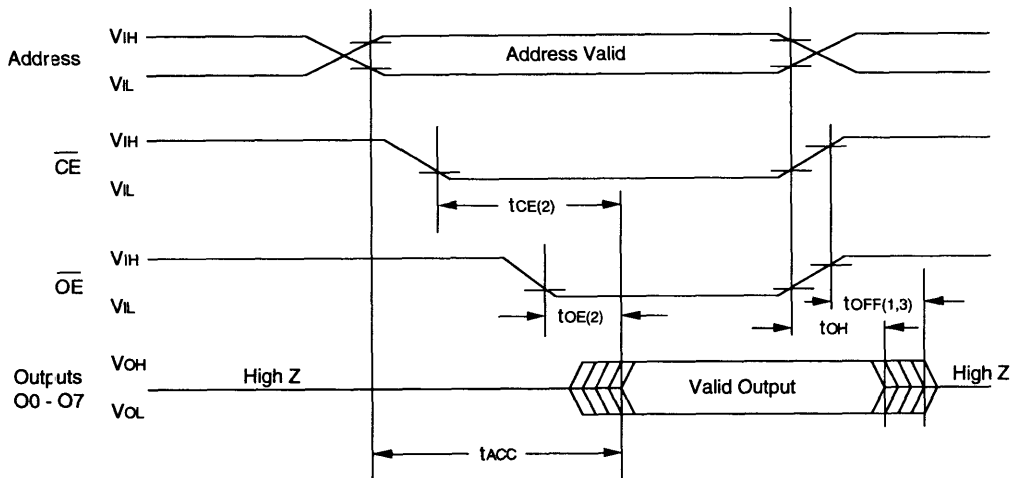 VIH
Address
Address Valid
VIL
VIH
CE
VIL
tCE(2)
VIH
OE
VIL
tOE(2)
tOFF(1,3)
tOH
VOH
Outputs
O0 - O7
High Z
Valid Output
High Z
VOL
tACC